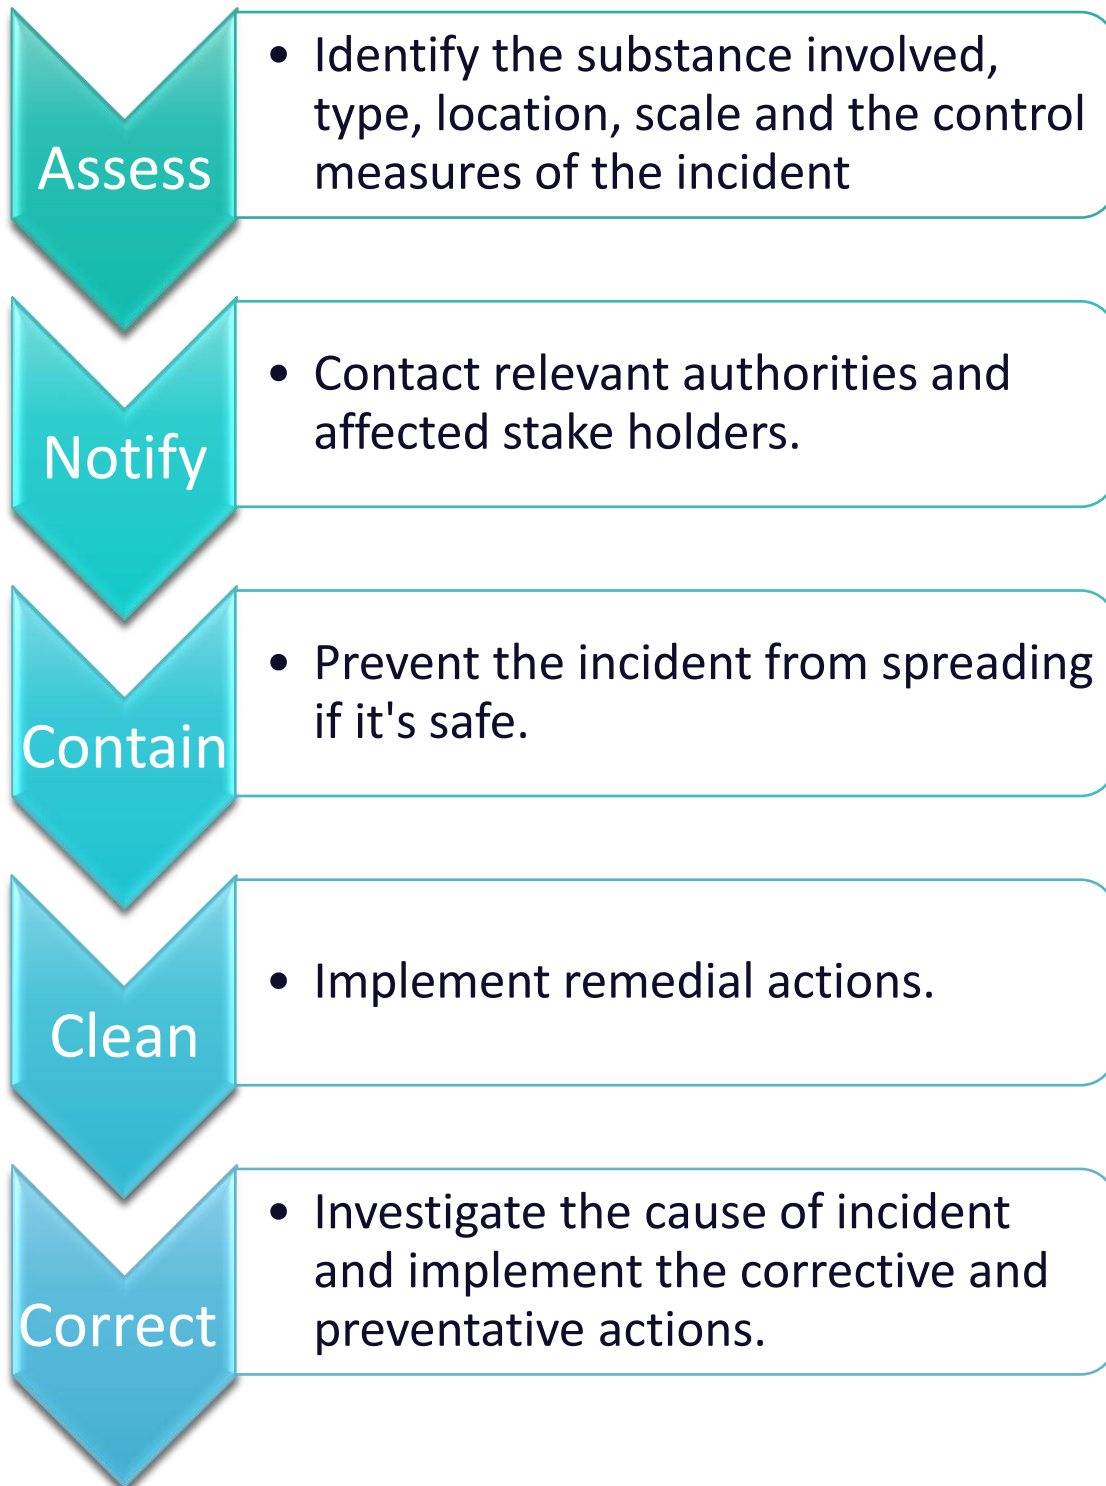 Assess
• Identify the substance involved,
type, location, scale and the control
measures of the incident
Notify
• Contact relevant authorities and
affected stake holders.
Contain
• Prevent the incident from spreading
if it's safe.
Clean
• Implement remedial actions.
Correct
• Investigate the cause of incident
and implement the corrective and
preventative actions.